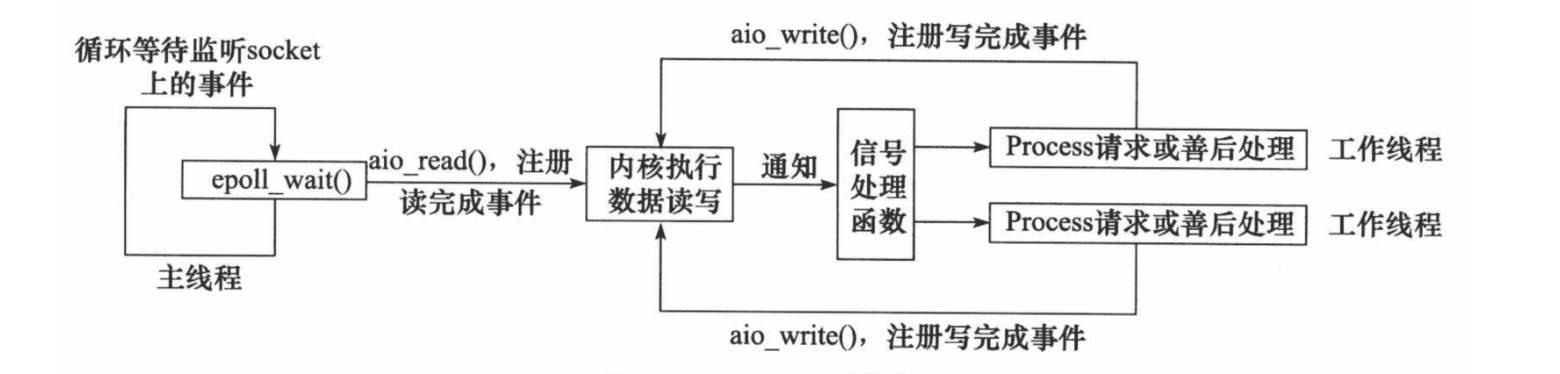 循环等待监听socket
上的事件
epoll_wait()
主线程
aio_read()，注册
读完成事件
内核执行
数据读写
通知
信号
处理
函数
aio_write()，注册写完成事件
Process请求或善后处理
工作线程
Process请求或善后处理
工作线程
aio_write()，注册写完成事件